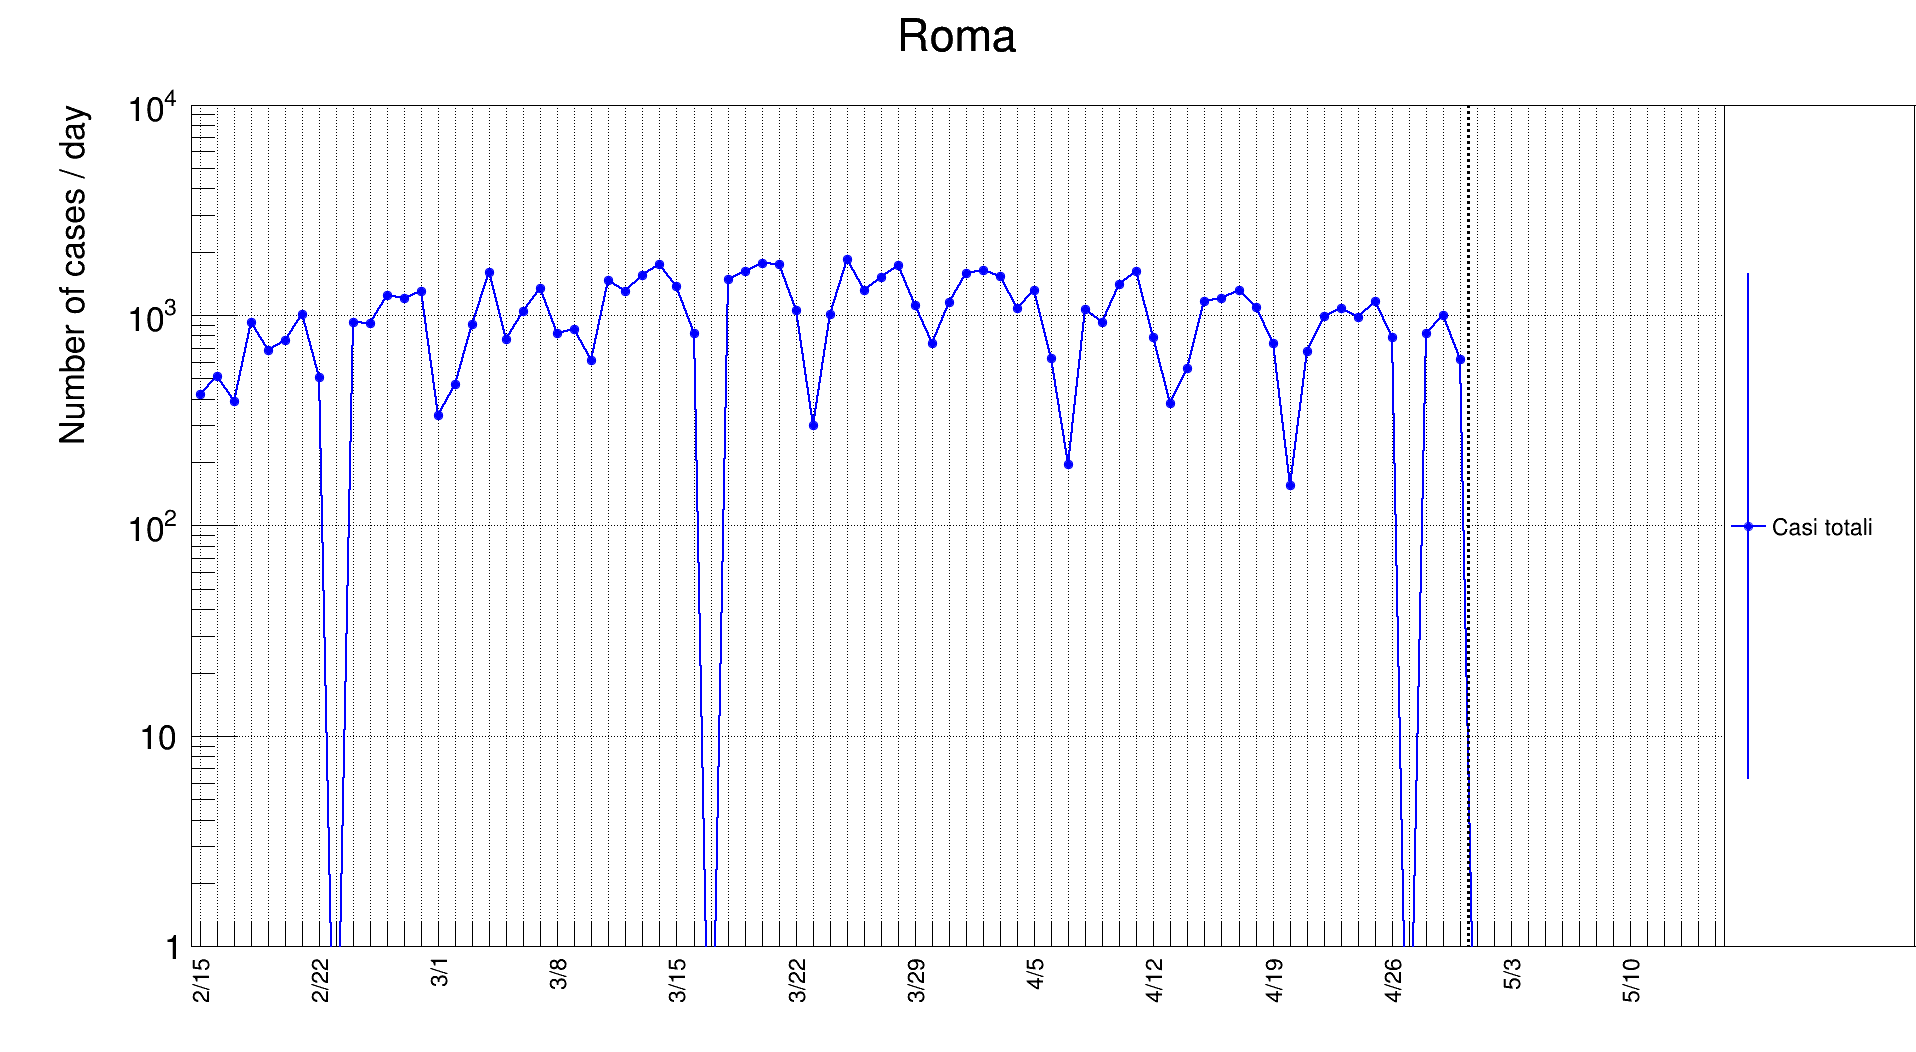 Roma
Number of cases / day
10^4
10^3
10^2
10
1
2/15 2/22 3/1 3/8 3/15 3/22 3/29 4/5 4/12 4/19 4/26 5/3 5/10
Casi totali